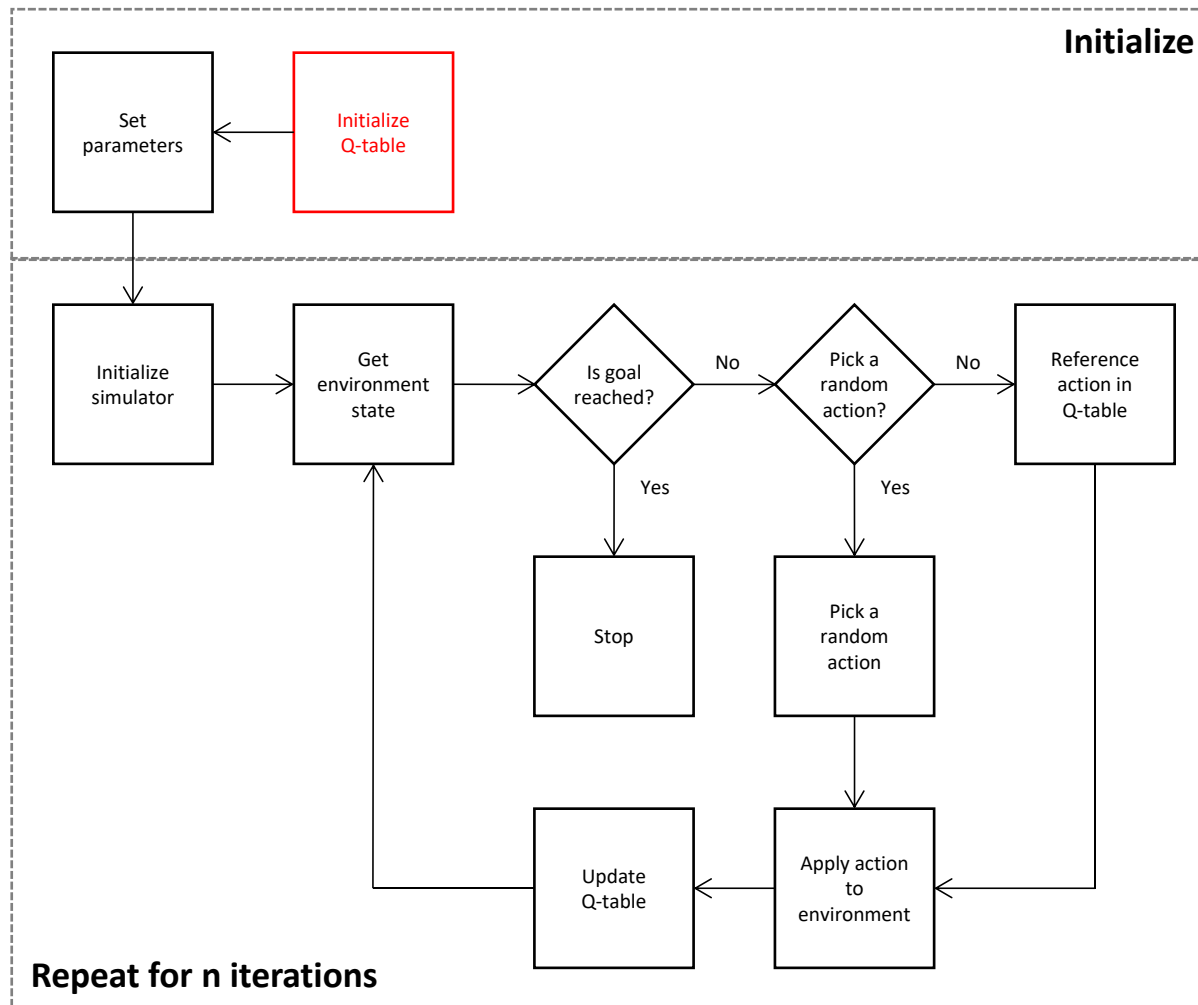 Initialize
Set
parameters
Initialize
Q-table
Initialize
simulator
Get
environment
state
Is goal
reached?
No
Pick a
random
action?
No
Reference
action in
Q-table
Yes
Yes
Stop
Pick a
random
action
Update
Q-table
Apply action
to
environment
Repeat for n iterations